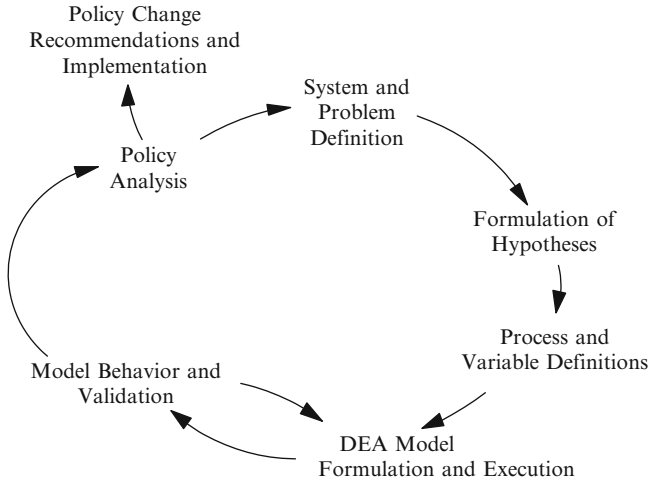 Policy Change
Recommendations and
Implementation
System and
Problem
Definition
Policy
Analysis
Formulation of
Hypotheses
Process and
Variable Definitions
Model Behavior and
Validation
DEA Model
Formulation and Execution